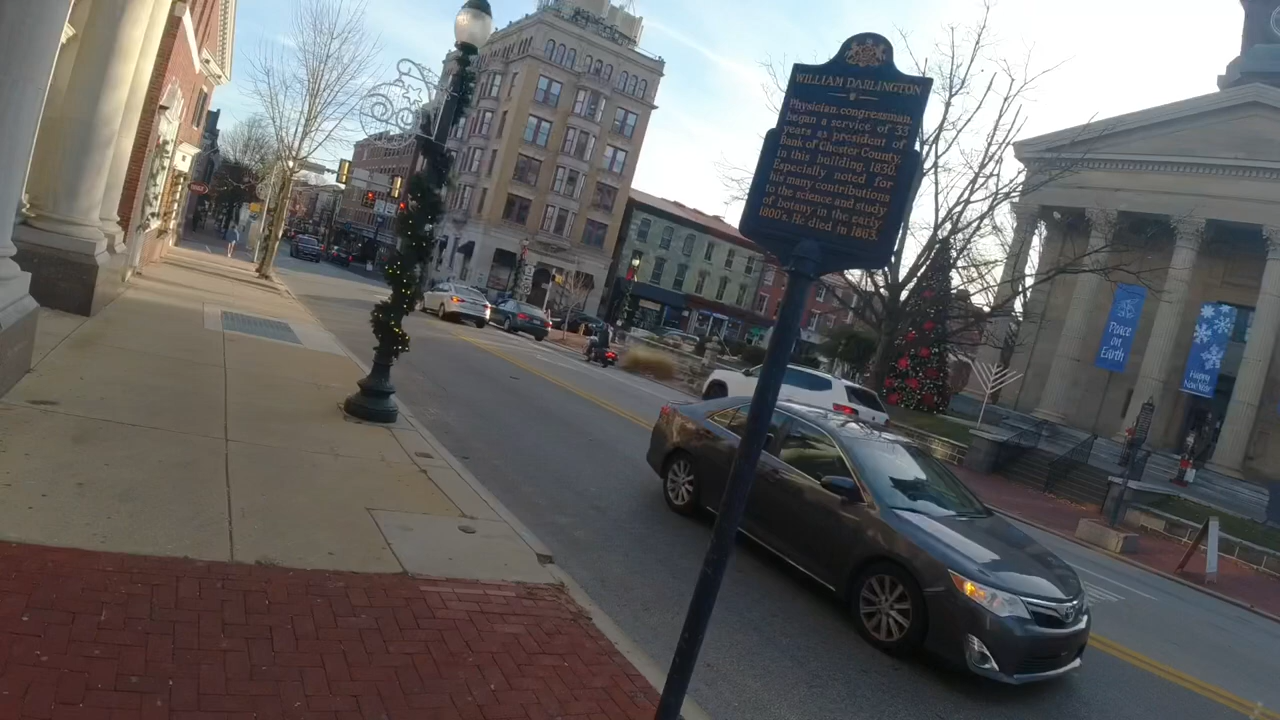 WILLIAM DARLINGTON
Physician, congressman,
began a service of 33
years as president of
Bank of Chester County,
in this building, 1830.
Especially noted for
his many contributions
to the science and study
of botany in the early
1800's. He died in 1863.
Peace
on
Earth
Happy
New Year